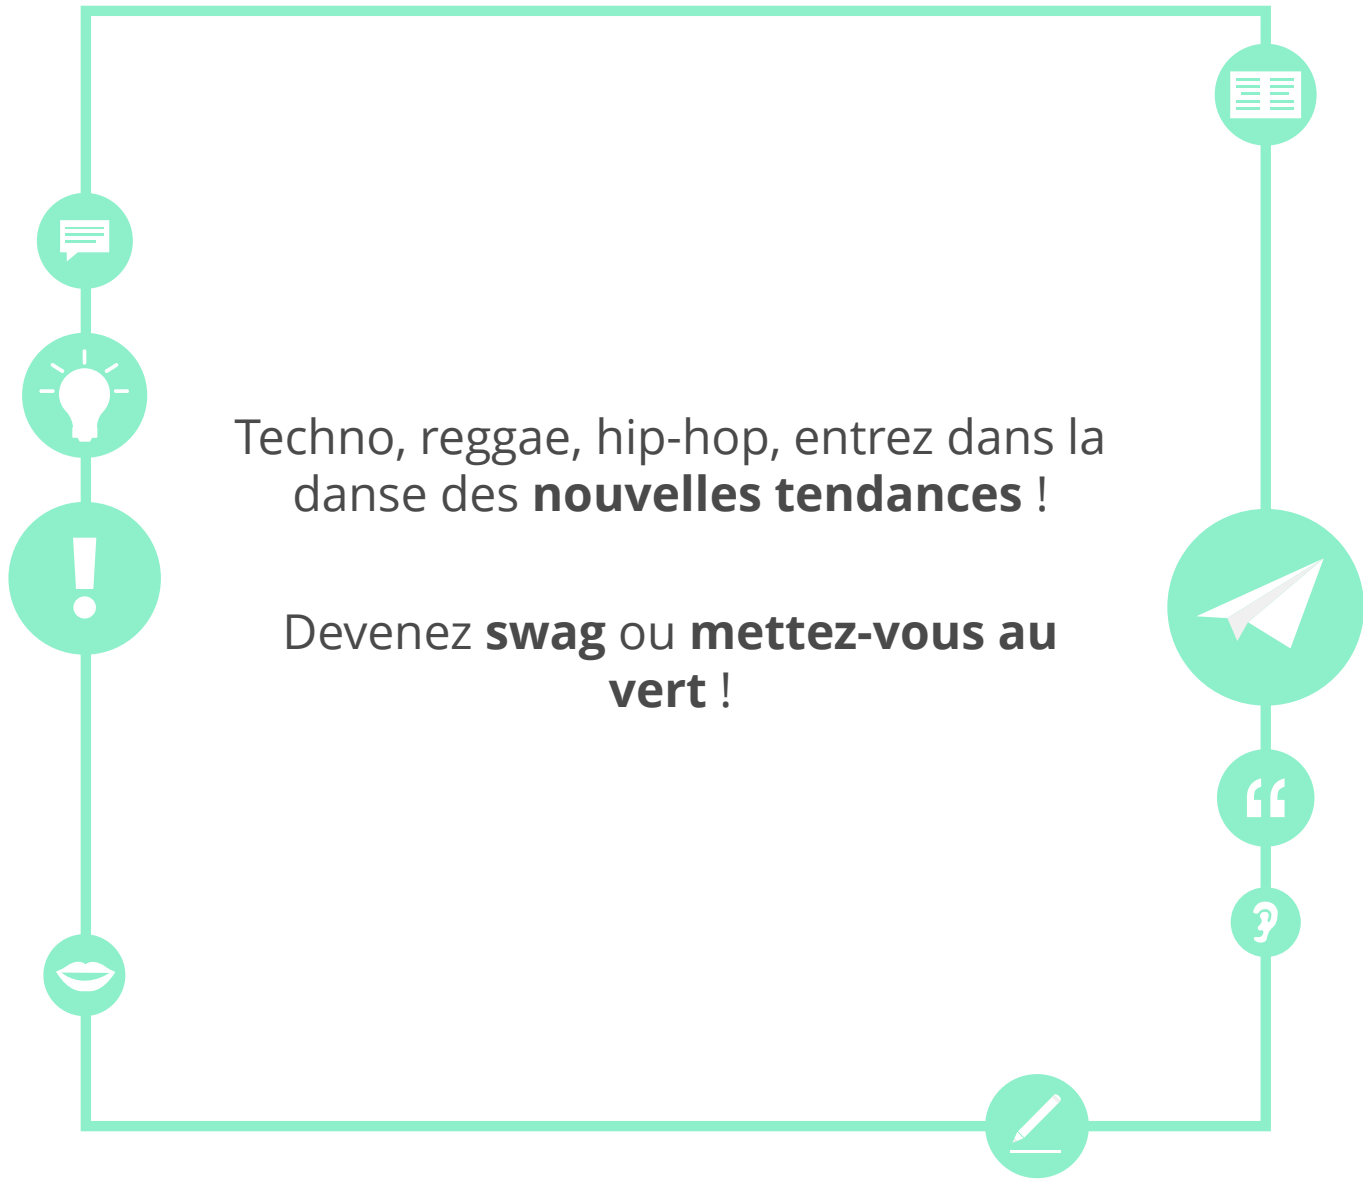 Techno, reggae, hip-hop, entrez dans la
danse des nouvelles tendances !
Devenez swag ou mettez-vous au
vert !